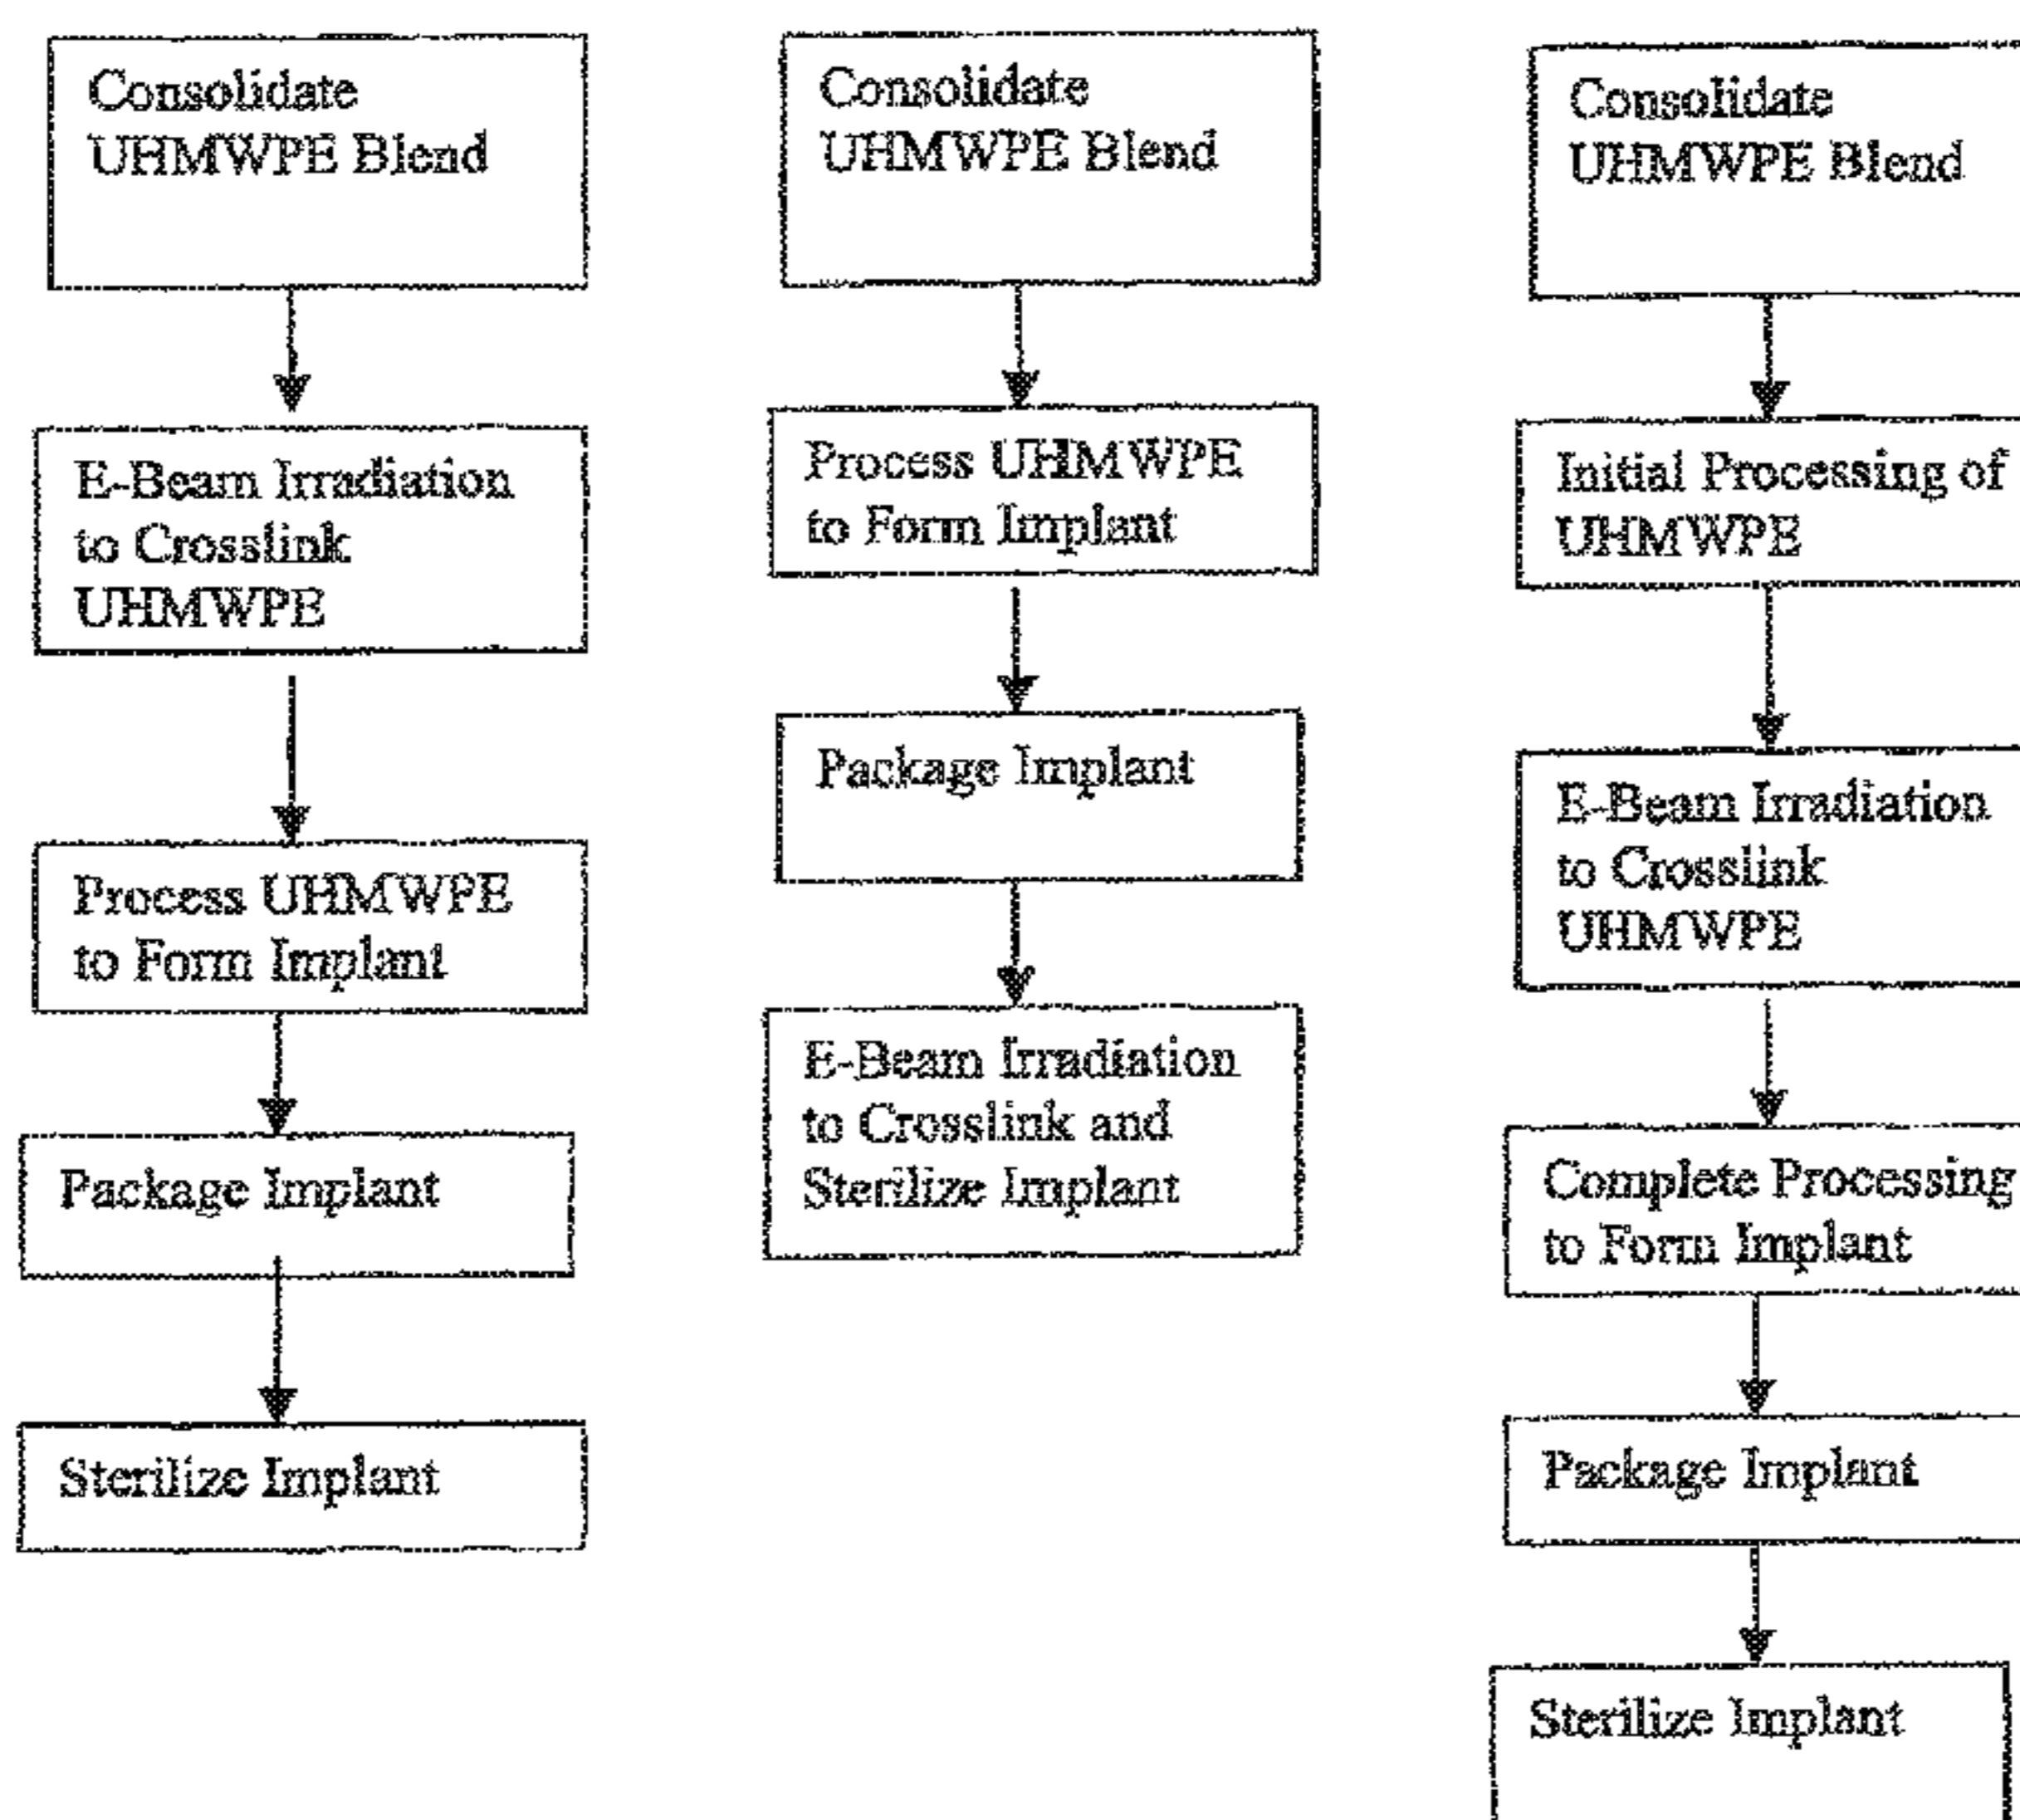 Consolidate
UHMWPE Blend
E-Beam Irradiation
to Crosslink
UHMWPE
Process UHMWPE
to Form Implant
Package Implant
Sterilize Implant
Consolidate
UHMWPE Blend
Process UHMWPE
to Form Implant
Package Implant
E-Beam Irradiation
to Crosslink and
Sterilize Implant
Consolidate
UHMWPE Blend
Initial Processing of
UHMWPE
E-Beam Irradiation
to Crosslink
UHMWPE
Complete Processing
to Form Implant
Package Implant
Sterilize Implant